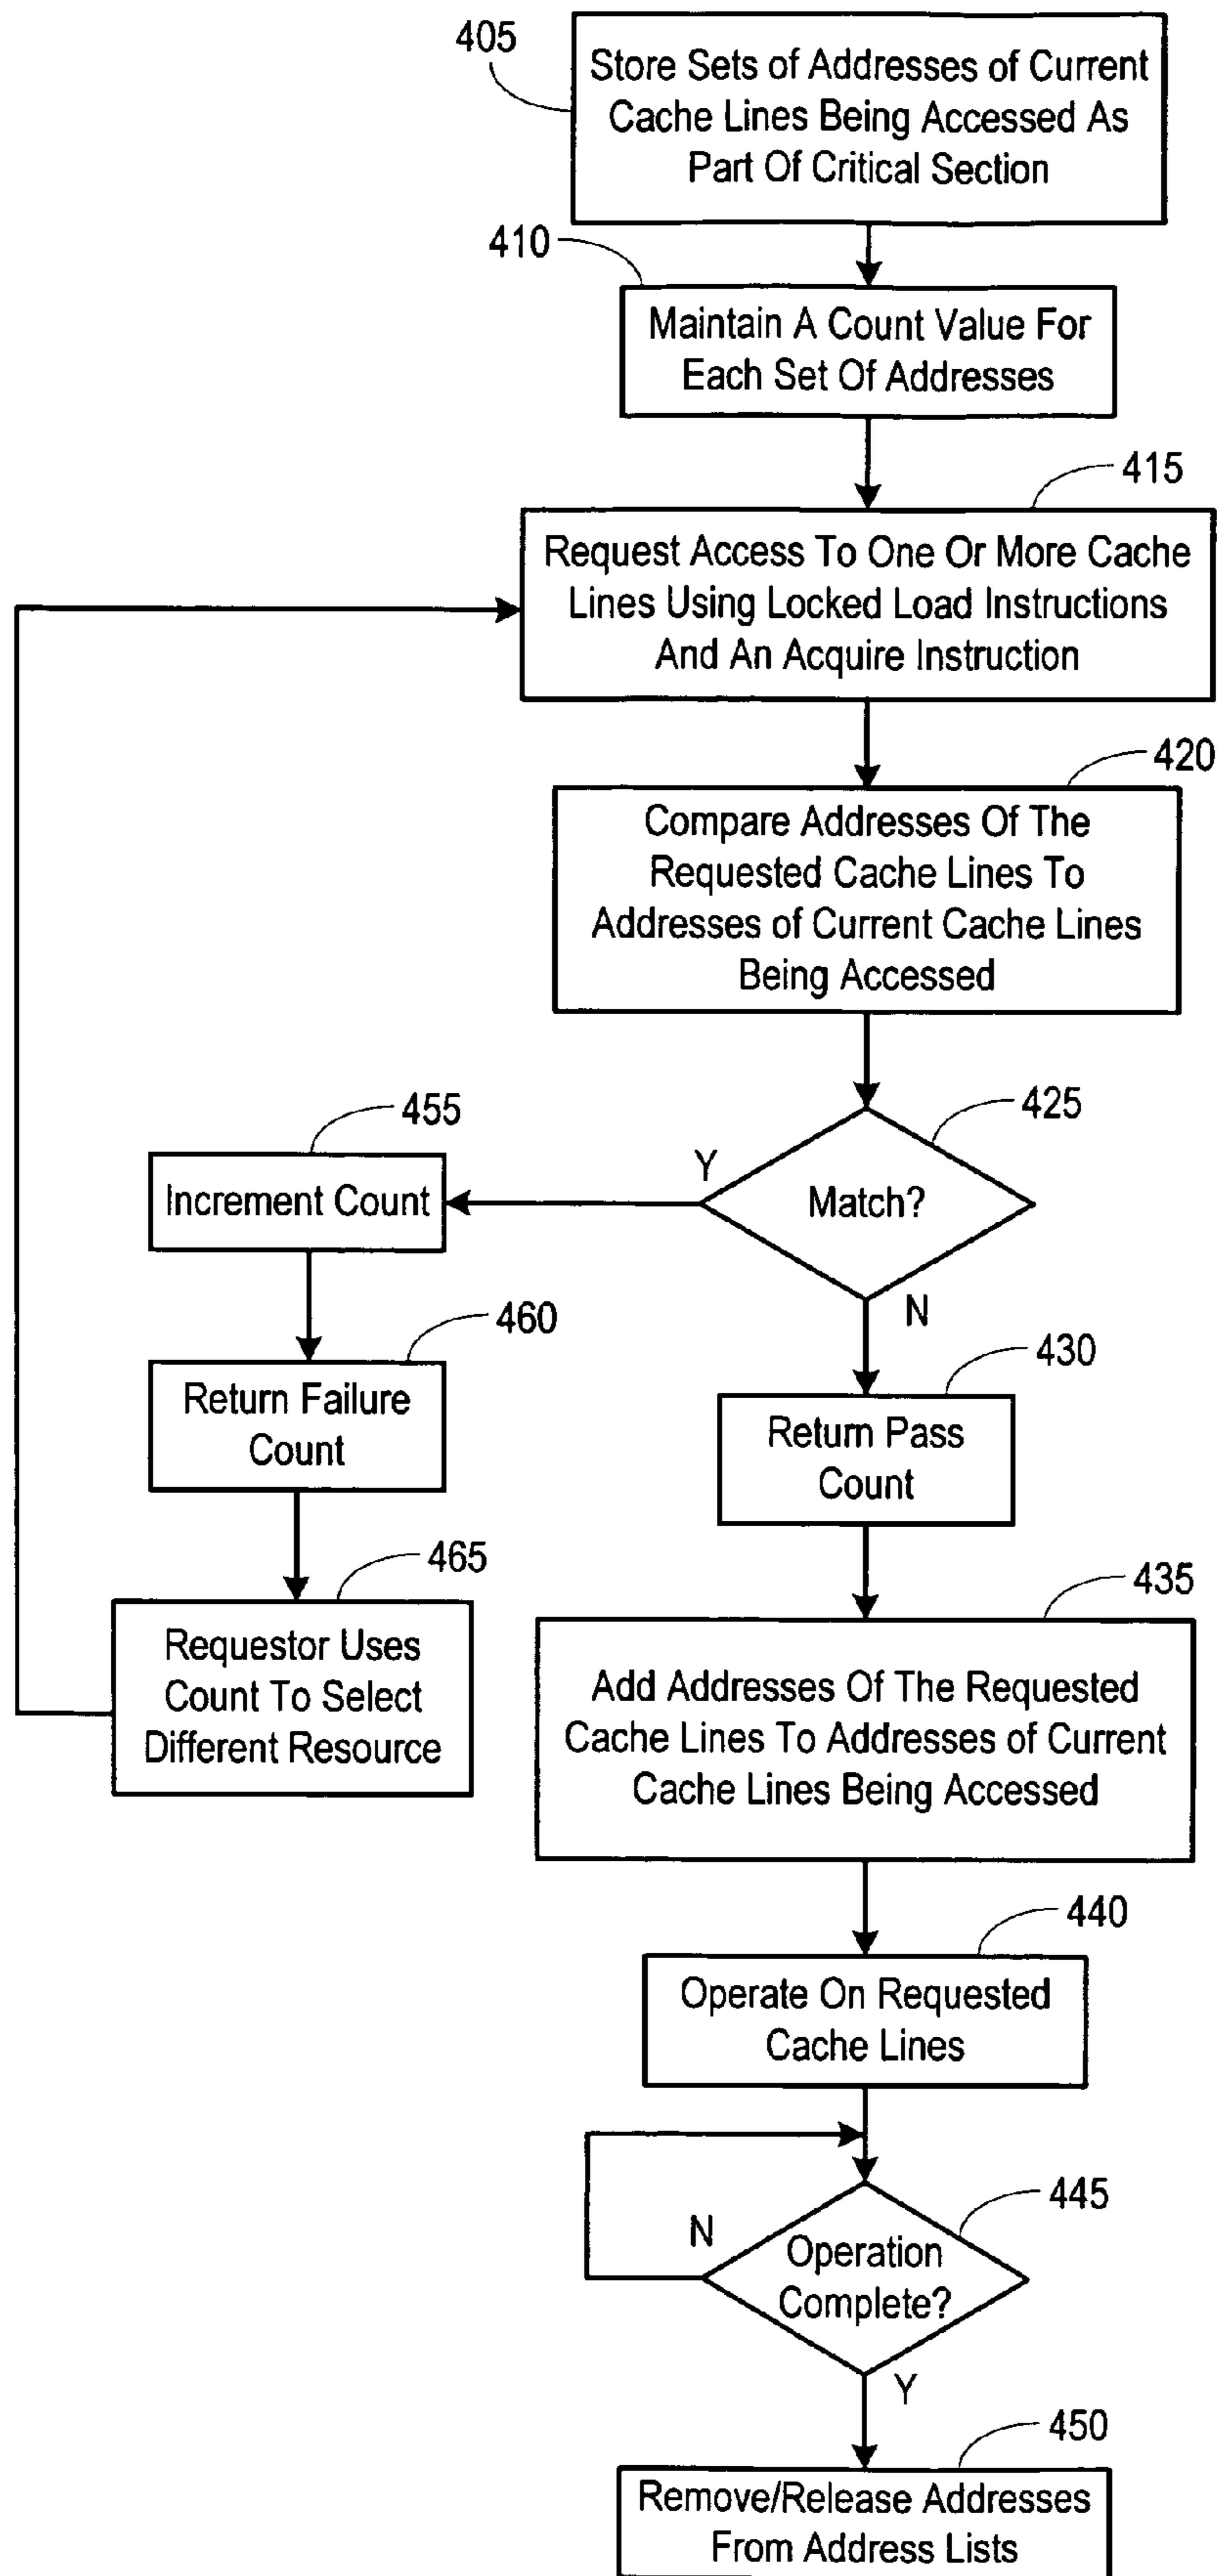 405
Store Sets of Addresses of Current
Cache Lines Being Accessed As
Part Of Critical Section
410
Maintain A Count Value For
Each Set Of Addresses
415
Request Access To One Or More Cache
Lines Using Locked Load Instructions
And An Acquire Instruction
420
Compare Addresses Of The
Requested Cache Lines To
Addresses of Current Cache Lines
Being Accessed
425
Match?
Y
N
455
Increment Count
460
Return Failure
Count
465
Requestor Uses
Count To Select
Different Resource
430
Return Pass
Count
435
Add Addresses Of The Requested
Cache Lines To Addresses of Current
Cache Lines Being Accessed
440
Operate On Requested
Cache Lines
445
N
Operation
Complete?
Y
450
Remove/Release Addresses
From Address Lists